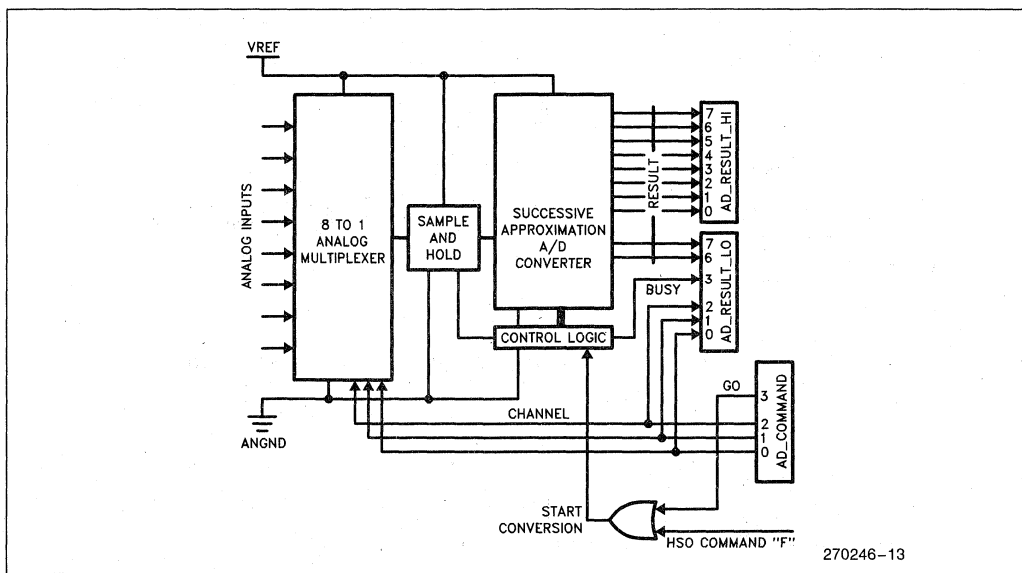 VREF
ANALOG INPUTS
8 TO 1
ANALOG
MULTIPLEXER
SAMPLE
AND
HOLD
SUCCESSIVE
APPROXIMATION
A/D
CONVERTER
RESULT
7
6
5
4
3
2
1
0
AD_RESULT_HI
7
6
3
2
1
0
AD_RESULT_LO
BUSY
CONTROL LOGIC
ANGND
CHANNEL
GO
3
2
1
0
AD_COMMAND
START
CONVERSION
HSO COMMAND "F"
270246-13